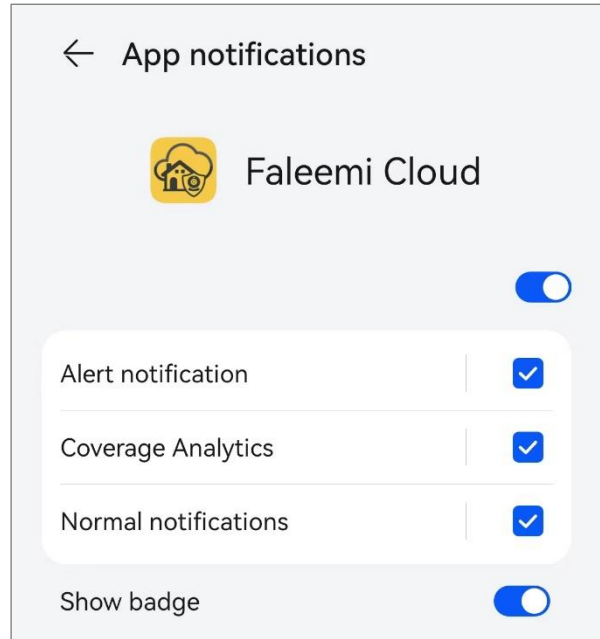 App notifications
Faleemi Cloud
Alert notification
Coverage Analytics
Normal notifications
Show badge